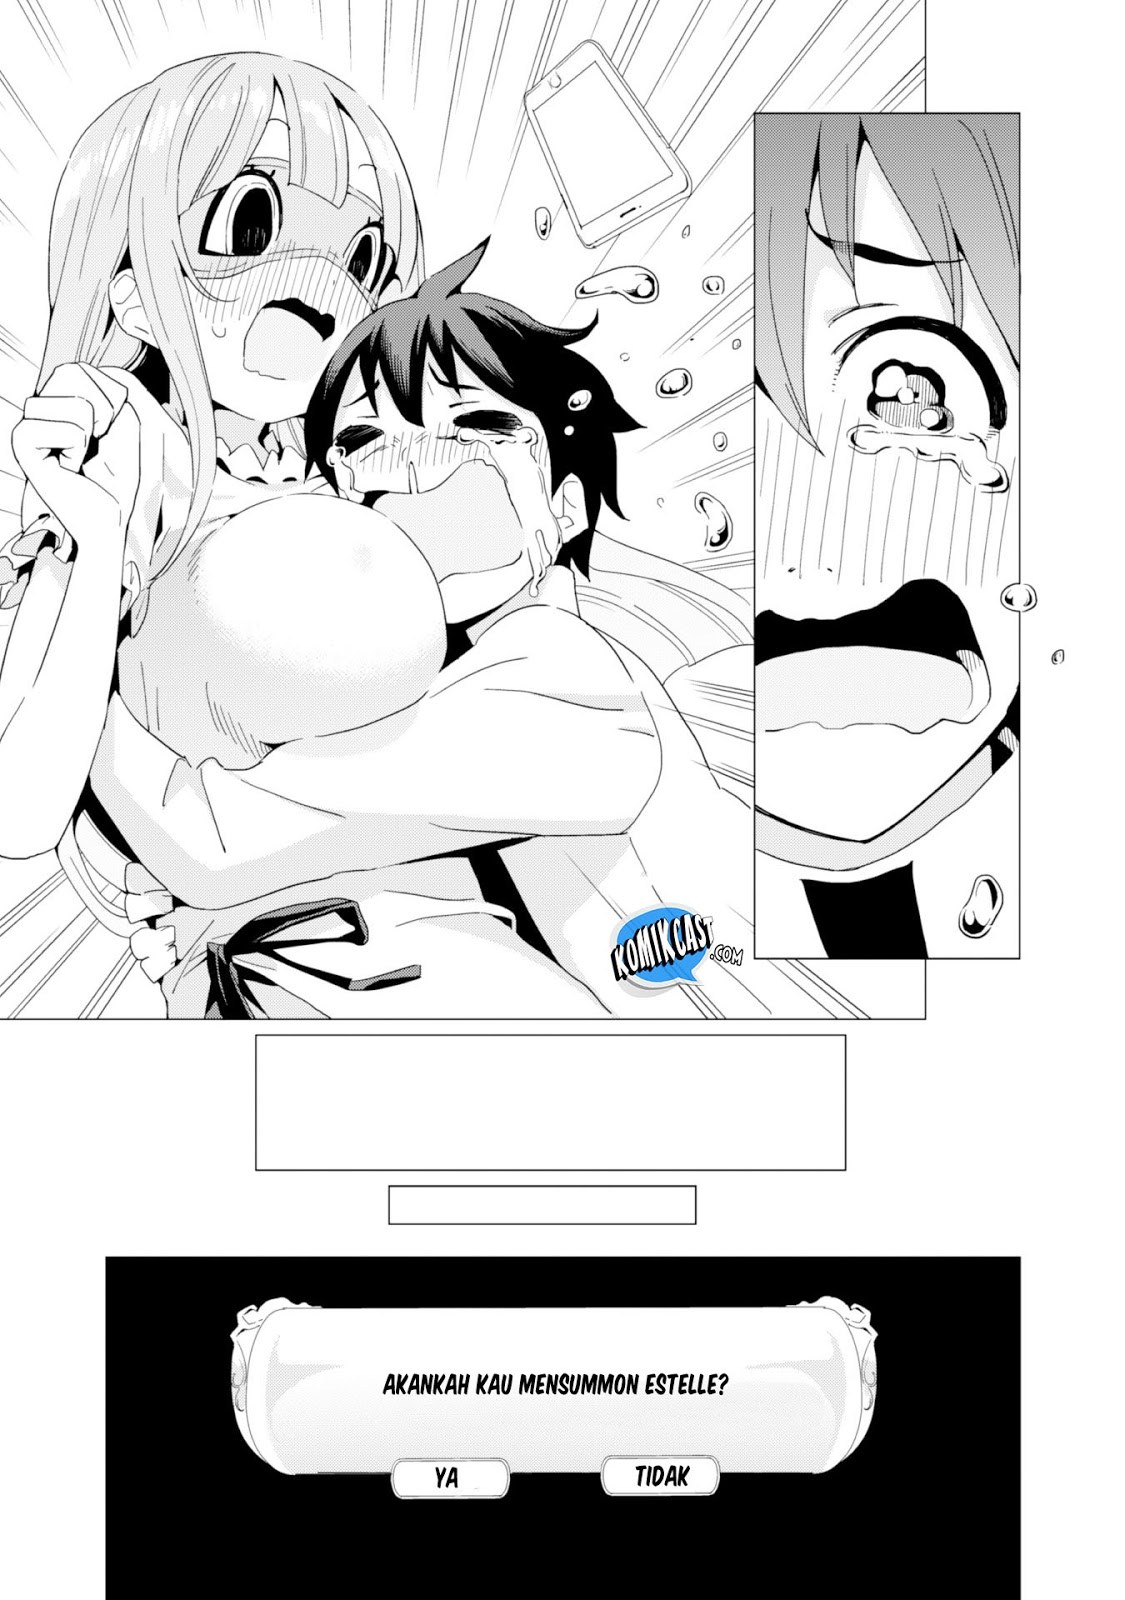 KOMIKCAST
.COM
AKANKAH KAU MENSUMMON ESTELLE?
YA
TIDAK